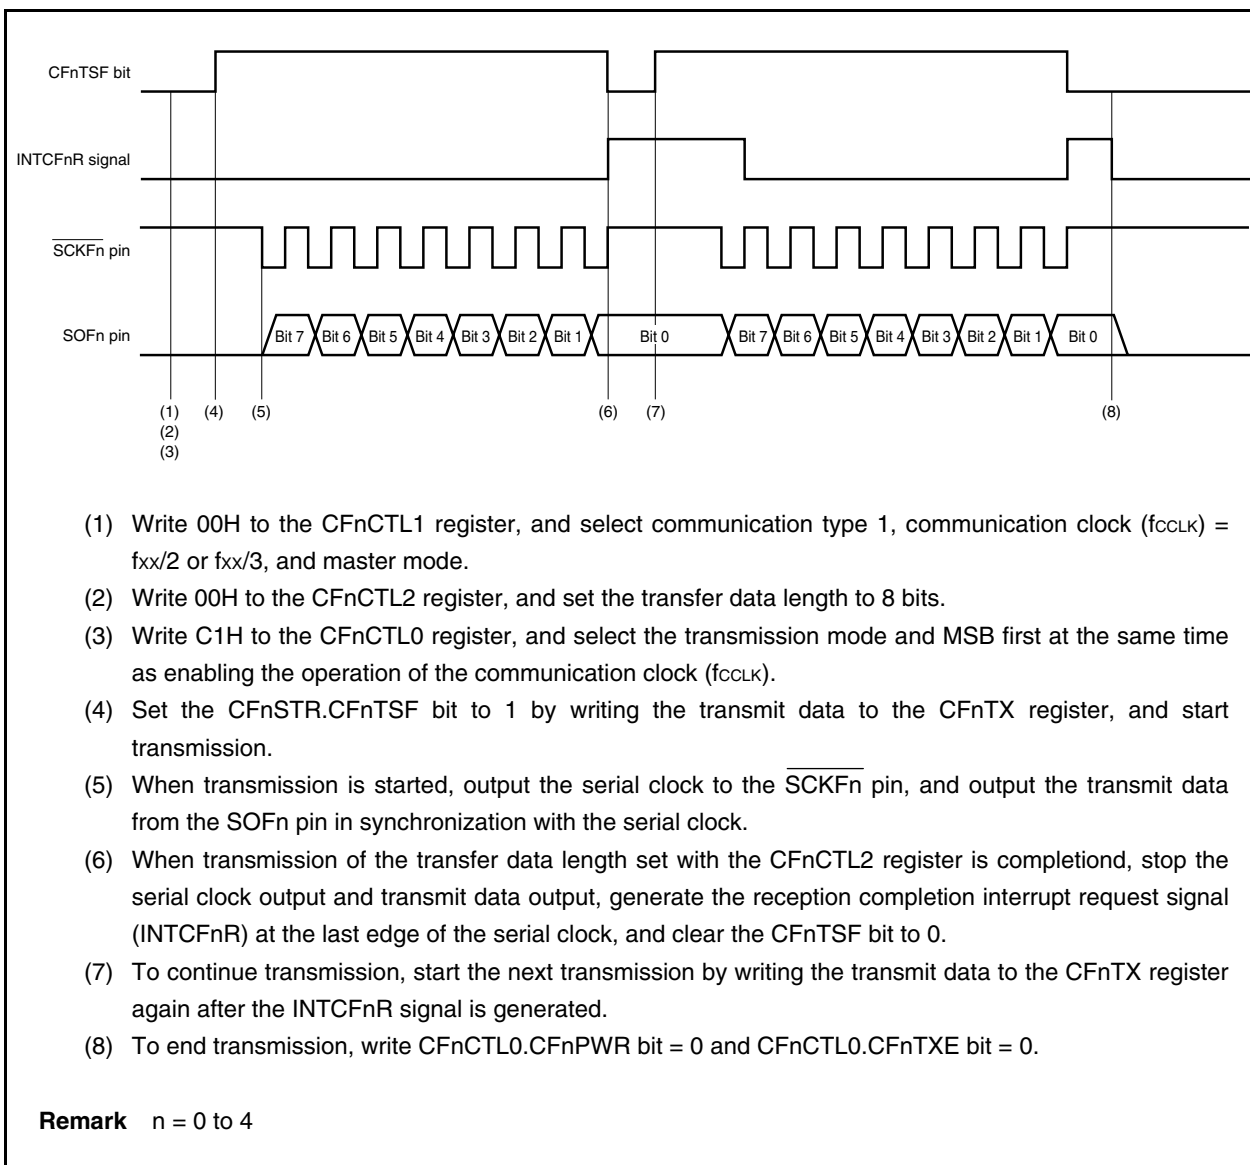 CFnTSF bit
INTCFnR signal
SCKFn pin
SOFn pin
Bit 7 Bit 6 Bit 5 Bit 4 Bit 3 Bit 2 Bit 1 Bit 0 Bit 7 Bit 6 Bit 5 Bit 4 Bit 3 Bit 2 Bit 1 Bit 0
(1) (4) (5) (6) (7) (8)
(2)
(3)
(1) Write 00H to the CFnCTL1 register, and select communication type 1, communication clock (fCCLK) =
fXX/2 or fXX/3, and master mode.
(2) Write 00H to the CFnCTL2 register, and set the transfer data length to 8 bits.
(3) Write C1H to the CFnCTL0 register, and select the transmission mode and MSB first at the same time
as enabling the operation of the communication clock (fCCLK).
(4) Set the CFnSTR.CFnTSF bit to 1 by writing the transmit data to the CFnTX register, and start
transmission.
(5) When transmission is started, output the serial clock to the SCKFn pin, and output the transmit data
from the SOFn pin in synchronization with the serial clock.
(6) When transmission of the transfer data length set with the CFnCTL2 register is completiond, stop the
serial clock output and transmit data output, generate the reception completion interrupt request signal
(INTCFnR) at the last edge of the serial clock, and clear the CFnTSF bit to 0.
(7) To continue transmission, start the next transmission by writing the transmit data to the CFnTX register
again after the INTCFnR signal is generated.
(8) To end transmission, write CFnCTL0.CFnPWR bit = 0 and CFnCTL0.CFnTXE bit = 0.
Remark n = 0 to 4